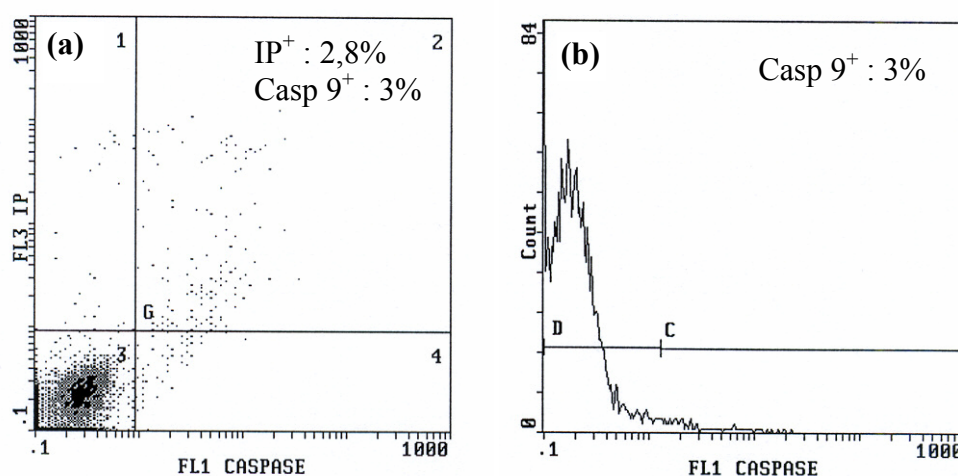 (a)
1
2
IP+ : 2,8%
Casp 9+ : 3%
1000
FL3 IP
G
3
4
.1
.1
1000
FL1 CASPASE
(b)
84
Casp 9+ : 3%
Count
D
C
0
.1
1000
FL1 CASPASE